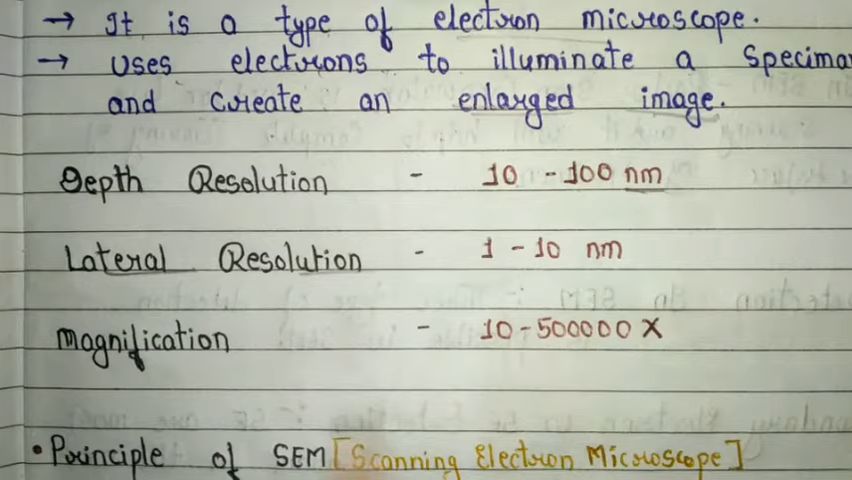 → It is a type of electron microscope.
→ Uses electrons to illuminate a specima
and create an enlarged image.
Depth Resolution - 10 - 100 nm
Lateral Resolution - 1 - 10 nm
Magnification - 10 - 500000 X
• Principle of SEM [Scanning Electron Microscope]